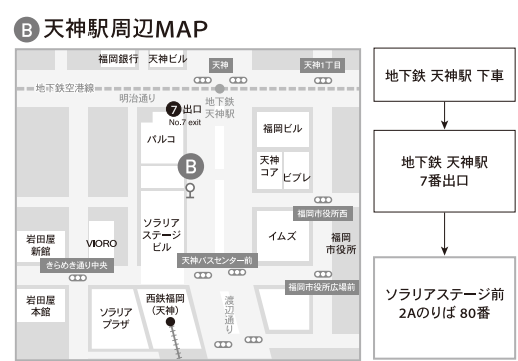 B 天神駅周辺MAP
福岡銀行
天神ビル
天神
天神1丁目
地下鉄空港線
明治通り
地下鉄
天神駅
7 出口
No.7 exit
パルコ
福岡ビル
天神
コア
ビブレ
B
福岡市役所西
ソラリア
ステージ
ビル
イムズ
福岡
市役所
岩田屋
新館
VIORO
きらめき通り中央
天神バスセンター前
福岡市役所広場前
岩田屋
本館
ソラリア
プラザ
西鉄福岡
(天神)
渡辺通り
地下鉄 天神駅 下車
地下鉄 天神駅
7番出口
ソラリアステージ前
2Aのりば 80番